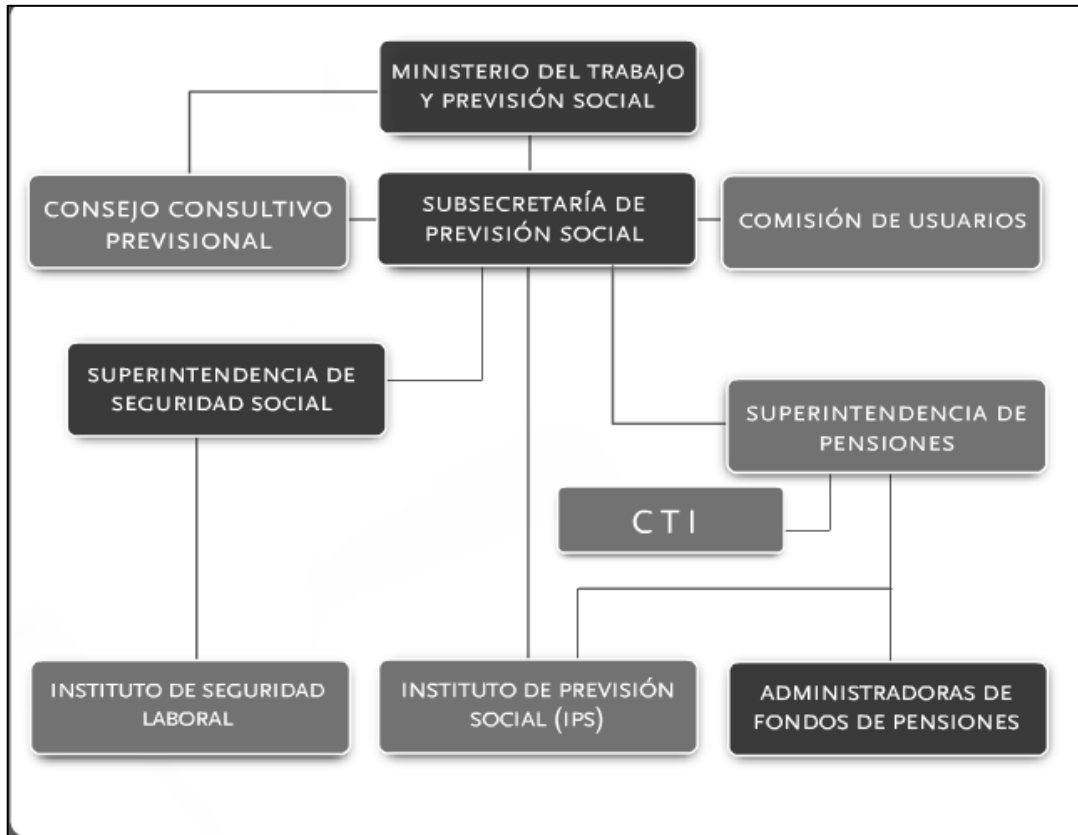 MINISTERIO DEL TRABAJO
Y PREVISIÓN SOCIAL
CONSEJO CONSULTIVO
PREVISIONAL
SUBSECRETARÍA DE
PREVISIÓN SOCIAL
COMISIÓN DE USUARIOS
SUPERINTENDENCIA DE
SEGURIDAD SOCIAL
SUPERINTENDENCIA DE
PENSIONES
CTI
INSTITUTO DE SEGURIDAD
LABORAL
INSTITUTO DE PREVISIÓN
SOCIAL (IPS)
ADMINISTRADORAS DE
FONDOS DE PENSIONES